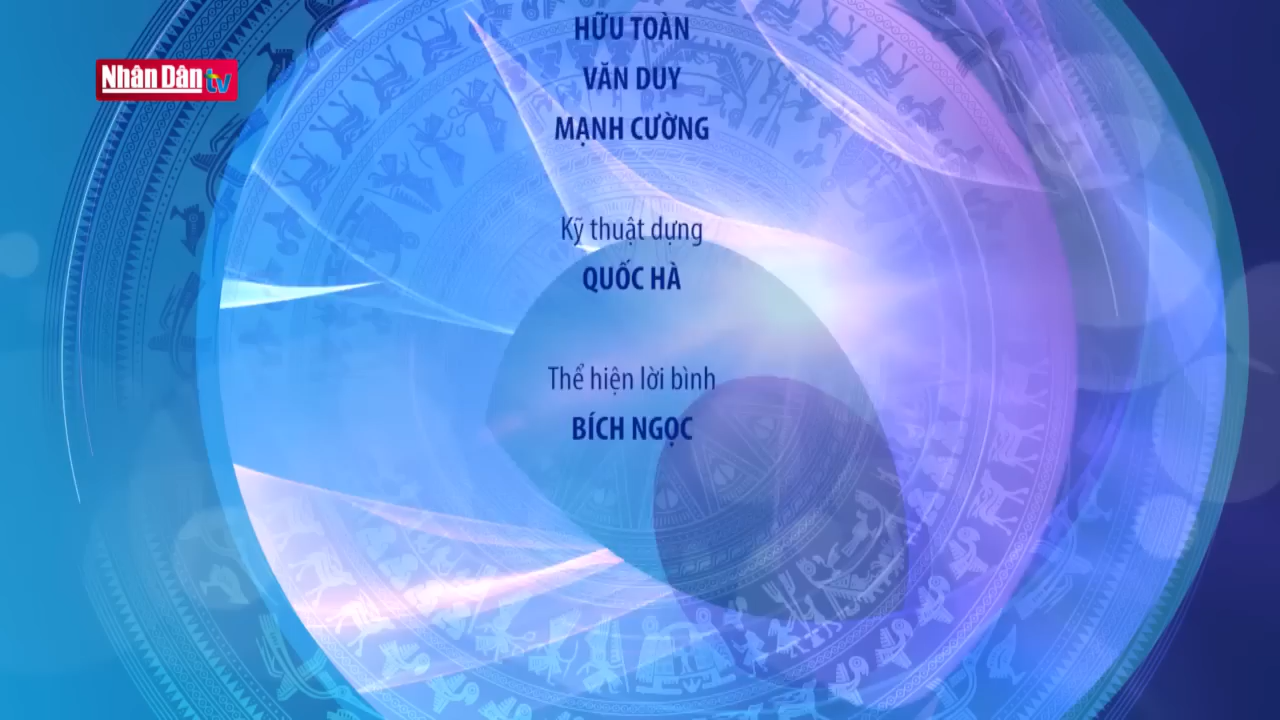 HỮU TOÀN
Nhân Dân tv
VĂN DUY
MẠNH CƯỜNG
Kỹ thuật dựng
QUỐC HÀ
Thể hiện lời bình
BÍCH NGỌC